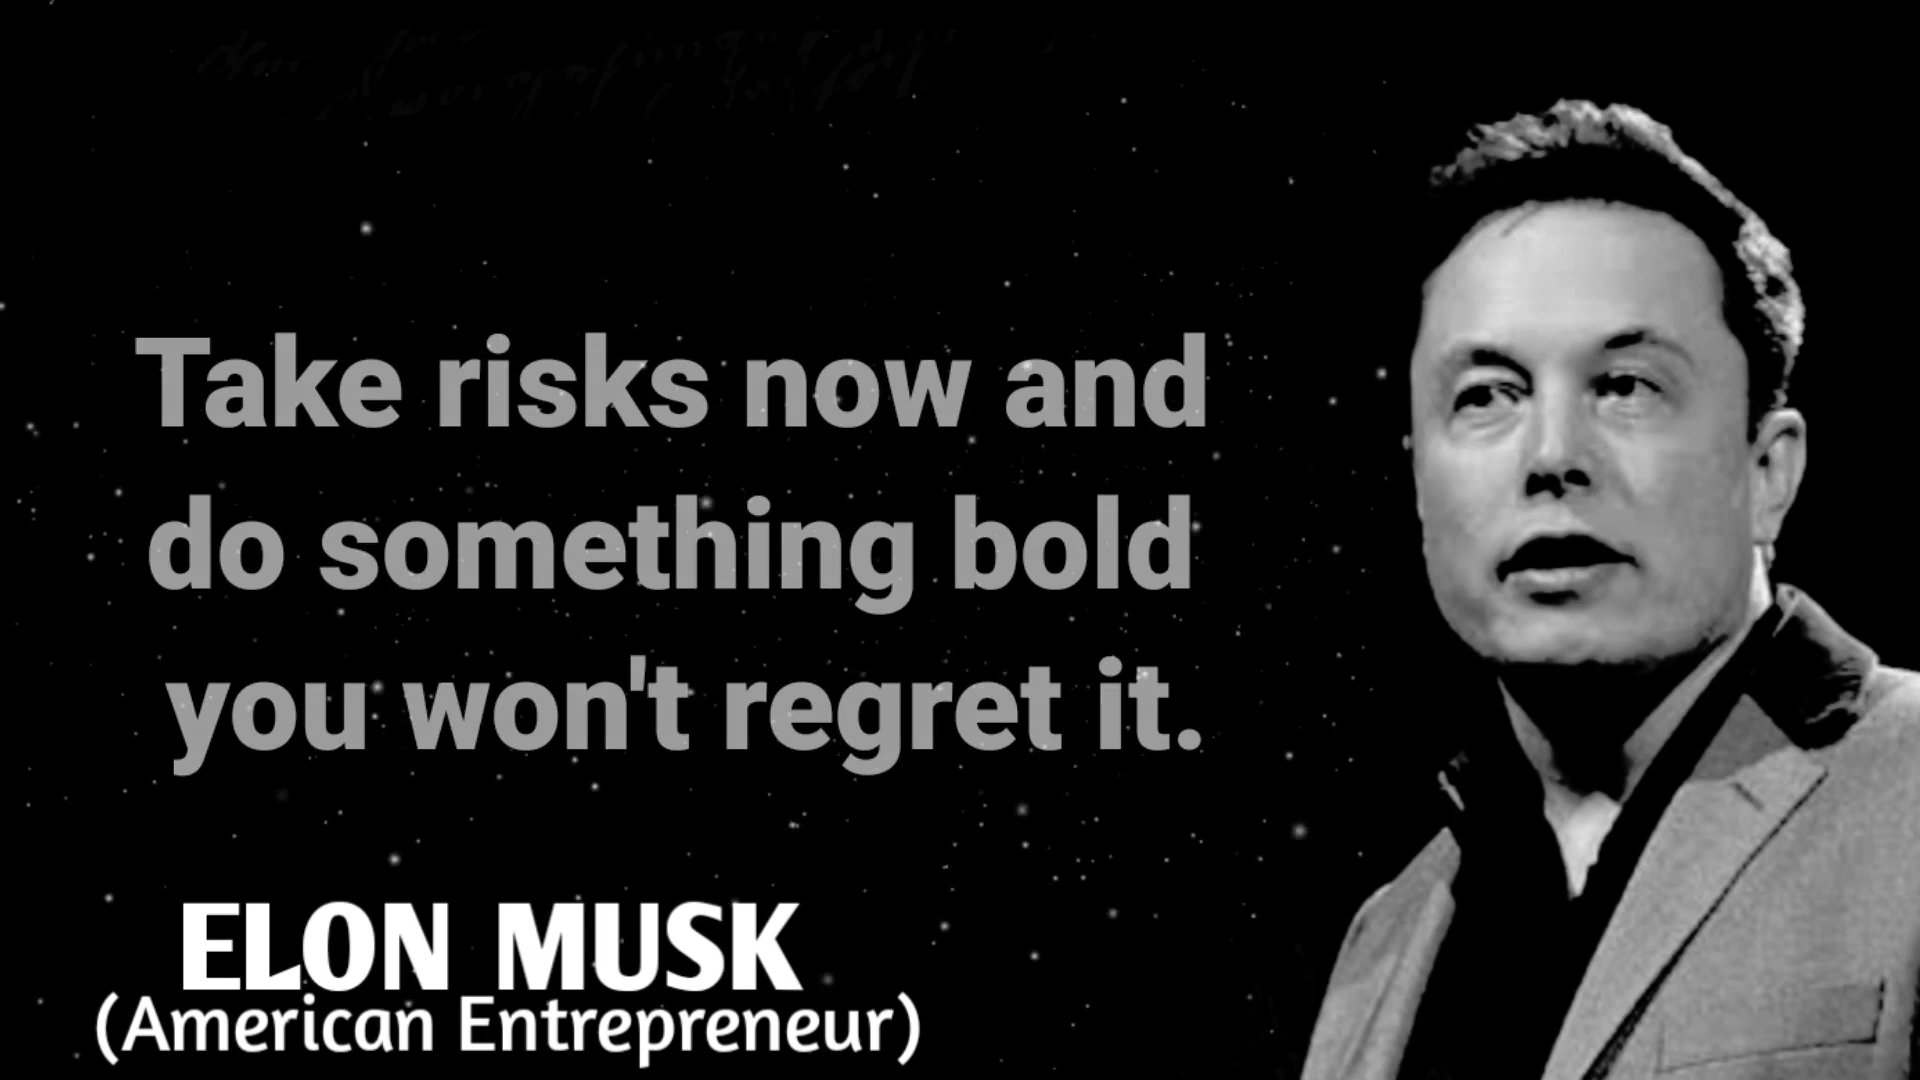 Take risks now and
do something bold
you won't regret it.
ELON MUSK
(American Entrepreneur)